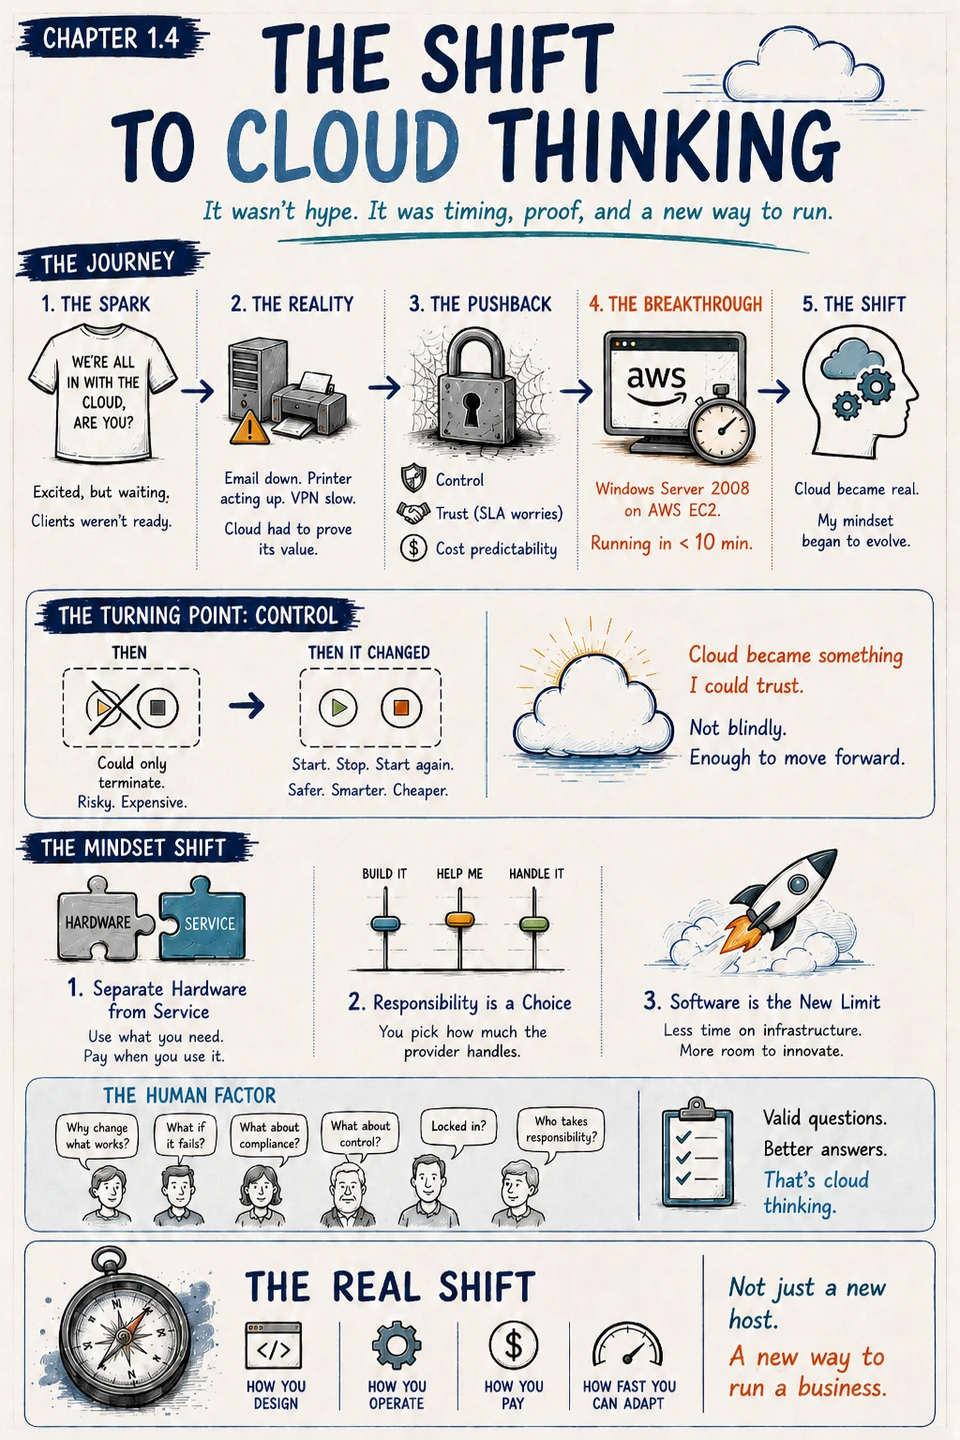 CHAPTER 1.4
THE SHIFT
TO CLOUD THINKING
It wasn't hype. It was timing, proof, and a new way to run.
THE JOURNEY
1. THE SPARK
WE'RE ALL
IN WITH THE
CLOUD,
ARE YOU?
Excited, but waiting.
Clients weren't ready.
2. THE REALITY
Email down. Printer
acting up. VPN slow.
Cloud had to prove
its value.
3. THE PUSHBACK
Control
Trust (SLA worries)
$
Cost predictability
4. THE BREAKTHROUGH
aws
Windows Server 2008
on AWS EC2.
Running in < 10 min.
5. THE SHIFT
Cloud became real.
My mindset
began to evolve.
THE TURNING POINT: CONTROL
THEN
Could only
terminate.
Risky. Expensive.
THEN IT CHANGED
Start. Stop. Start again.
Safer. Smarter. Cheaper.
Cloud became something
I could trust.
Not blindly.
Enough to move forward.
THE MINDSET SHIFT
HARDWARE
SERVICE
1. Separate Hardware
from Service
Use what you need.
Pay when you use it.
BUILD IT
HELP ME
HANDLE IT
2. Responsibility is a Choice
You pick how much the
provider handles.
3. Software is the New Limit
Less time on infrastructure.
More room to innovate.
THE HUMAN FACTOR
Why change
what works?
What if
it fails?
What about
compliance?
What about
control?
Locked in?
Who takes
responsibility?
Valid questions.
Better answers.
That's cloud
thinking.
THE REAL SHIFT
</>
HOW YOU
DESIGN
HOW YOU
OPERATE
$
HOW YOU
PAY
HOW FAST YOU
CAN ADAPT
Not just a new
host.
A new way to
run a business.